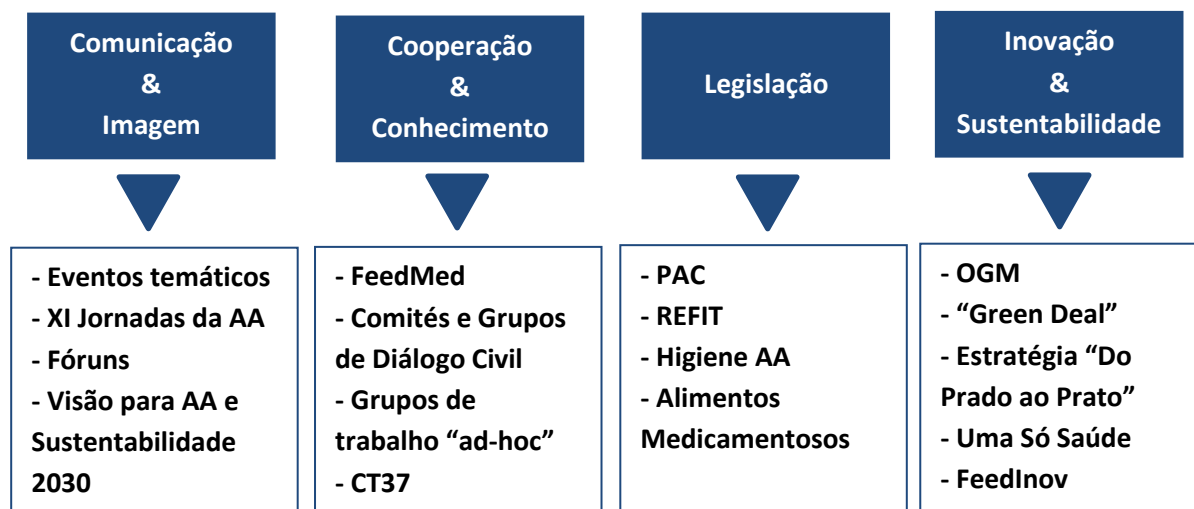 Comunicação
&
Imagem
Cooperação
&
Conhecimento
Legislação
Inovação
&
Sustentabilidade
- Eventos temáticos
- XI Jornadas da AA
- Fóruns
- Visão para AA e
Sustentabilidade
2030
- FeedMed
- Comités e Grupos
de Diálogo Civil
- Grupos de
trabalho “ad-hoc”
- CT37
- PAC
- REFIT
- Higiene AA
- Alimentos
Medicamentosos
- OGM
- “Green Deal”
- Estratégia “Do
Prado ao Prato”
- Uma Só Saúde
- FeedInov